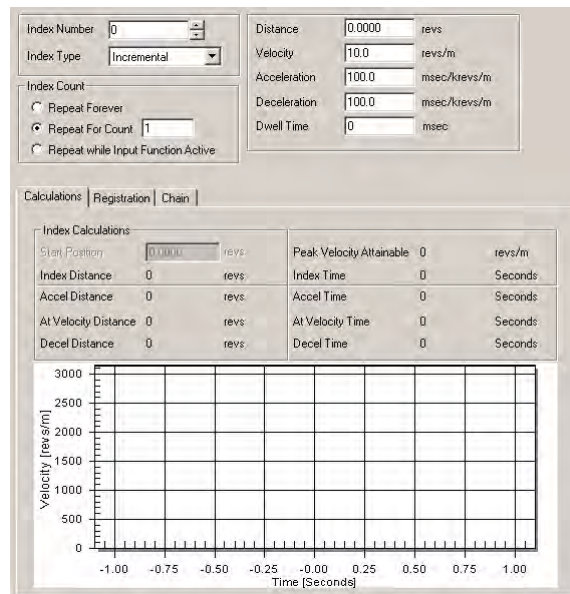 Index Number 0
Index Type Incremental
Index Count
Repeat Forever
Repeat For Count 1
Repeat while Input Function Active
Distance 0.0000 revs
Velocity 10.0 revs/m
Acceleration 100.0 msec/krevs/m
Deceleration 100.0 msec/krevs/m
Dwell Time 0 msec
Calculations Registration Chain
Index Calculations
Start Position 0.0000 revs
Index Distance 0 revs
Accel Distance 0 revs
At Velocity Distance 0 revs
Decel Distance 0 revs
Peak Velocity Attainable 0 revs/m
Index Time 0 Seconds
Accel Time 0 Seconds
At Velocity Time 0 Seconds
Decel Time 0 Seconds
Velocity [revs/m]
3000
2500
2000
1500
1000
500
0
-1.00 -0.75 -0.50 -0.25 -0.00 0.25 0.50 0.75 1.00
Time [Seconds]